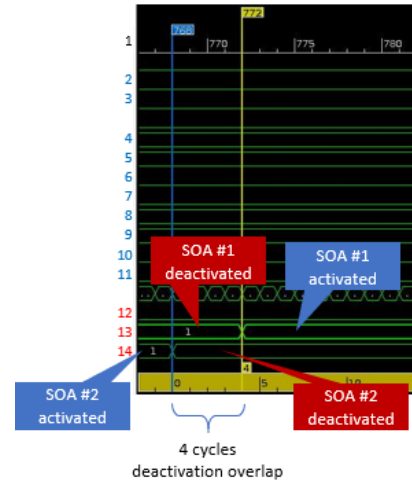 772
768
1
770
775
780
2
3
4
5
6
7
8
9
10
11
SOA #1
deactivated
SOA #1
activated
12
13
1
14
1
SOA #2
activated
0
4
5
10
SOA #2
deactivated
4 cycles
deactivation overlap